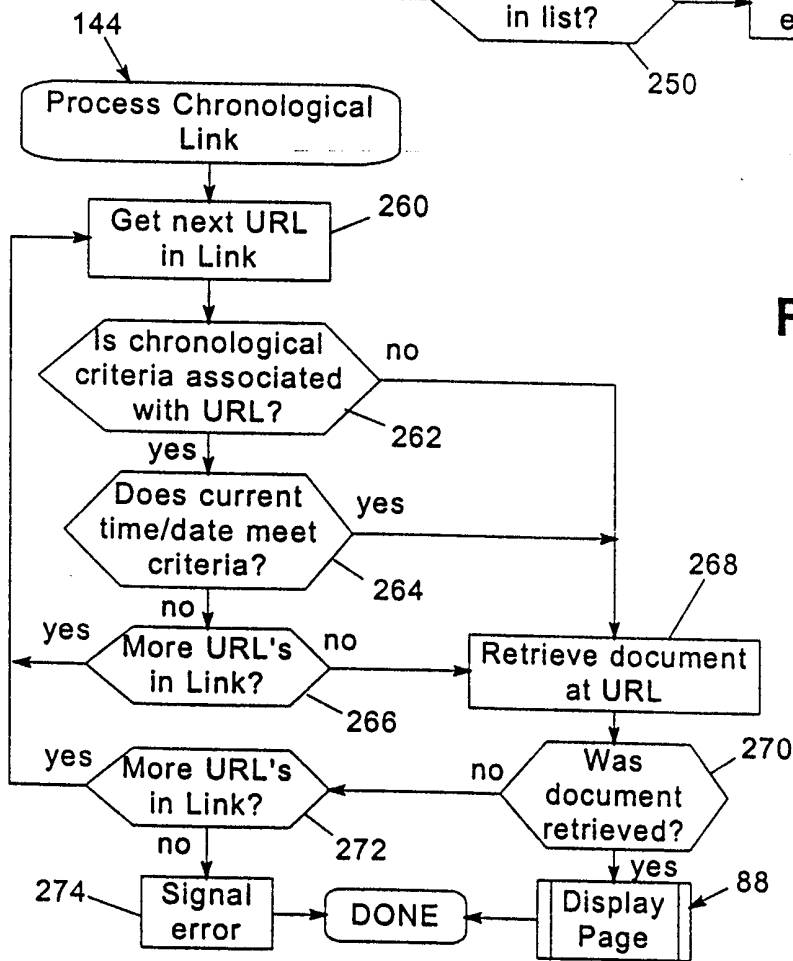 in list?
e
250
144
Process Chronological
Link
Get next URL
in Link
260
F
Is chronological
criteria associated
with URL?
no
262
yes
Does current
time/date meet
criteria?
yes
264
268
no
yes
More URL's
in Link?
no
266
Retrieve document
at URL
yes
More URL's
in Link?
no
Was
document
retrieved?
270
272
no
yes
274
Signal
error
DONE
Display
Page
88